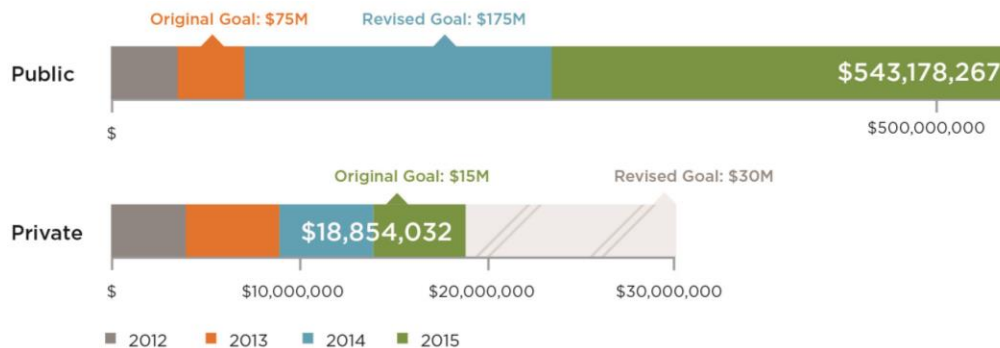 Original Goal: $75M
Revised Goal: $175M
Public
$543,178,267
$
$500,000,000
Original Goal: $15M
Revised Goal: $30M
Private
$18,854,032
$
$10,000,000
$20,000,000
$30,000,000
2012
2013
2014
2015